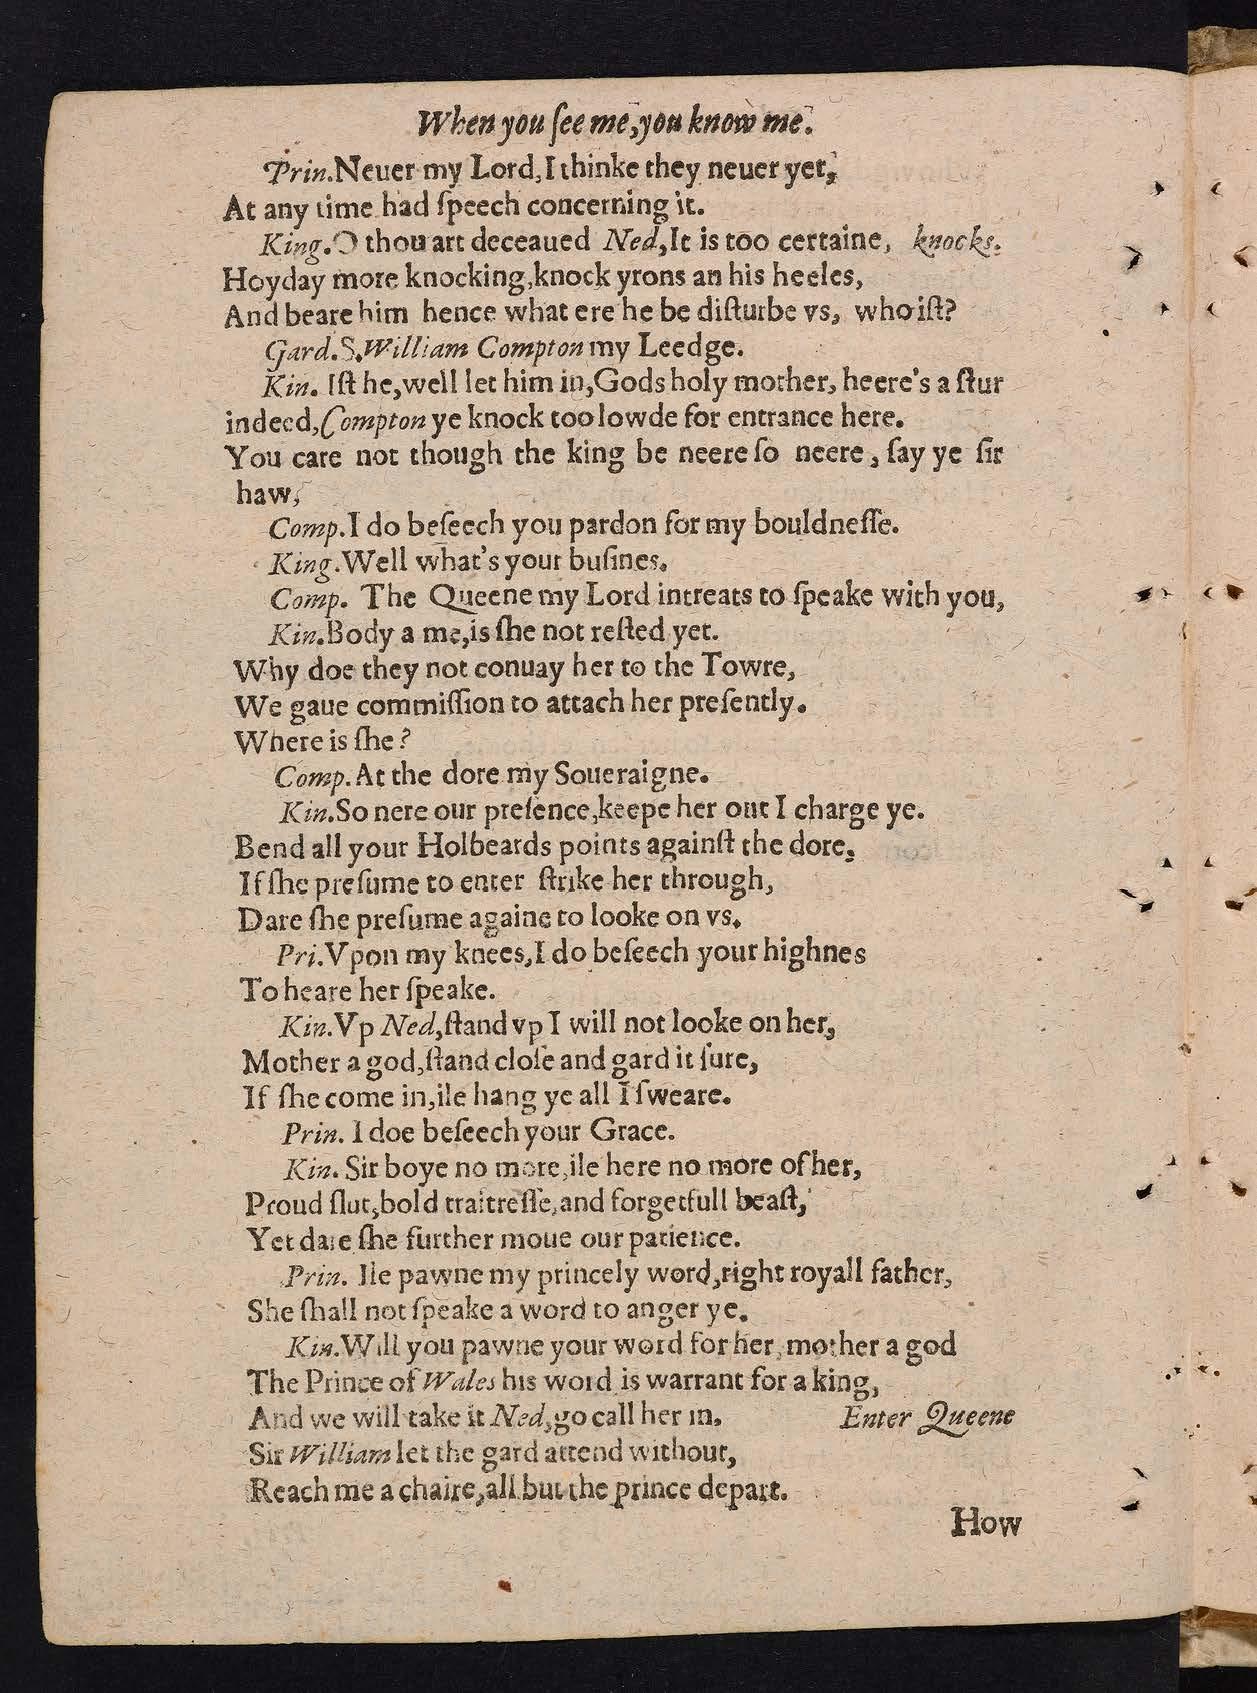 When you ſee me, you know me.
Prin. Neuer my Lord, I thinke they neuer yet,
At any time had ſpeech concerning it.
King. O thou art deceaued Ned, It is too certaine, knocks.
Hoyday more knocking, knock yrons an his heeles,
And beare him hence what ere he be diſturbe vs, who iſt?
Gard. S. William Compton my Leedge.
Kin. Iſt he, well let him in, Gods holy mother, heere's a ſtur
indeed, Compton ye knock too lowde for entrance here.
You care not though the king be neere ſo neere, ſay ye ſir
haw,
Comp. I do beſeech you pardon for my bouldneſſe.
King. Well what's your buſines.
Comp. The Queene my Lord intreats to ſpeake with you,
Kin. Body a me, is ſhe not reſted yet.
Why doe they not conuay her to the Towre,
We gaue commiſſion to attach her preſently.
Where is ſhe?
Comp. At the dore my Soueraigne.
Kin. So nere our preſence, keepe her out I charge ye.
Bend all your Holbeards points againſt the dore,
If ſhe preſume to enter ſtrike her through,
Dare ſhe preſume againe to looke on vs.
Pri. Vpon my knees, I do beſeech your highnes
To heare her ſpeake.
Kin. Vp Ned, ſtand vp I will not looke on her,
Mother a god, ſtand cloſe and gard it ſure,
If ſhe come in, ile hang ye all I ſweare.
Prin. I doe beſeech your Grace.
Kin. Sir boye no more, ile here no more of her,
Proud ſlut, bold traitreſſe, and forgetfull beaſt,
Yet dare ſhe further moue our patience.
Prin. Ile pawne my princely word, right royall father,
She ſhall not ſpeake a word to anger ye.
Kin. Will you pawne your word for her, mother a god
The Prince of Wales his word is warrant for a king,
And we will take it Ned, go call her in. Enter Queene
Sir William let the gard attend without,
Reach me a chaire, all but the prince depart.
How